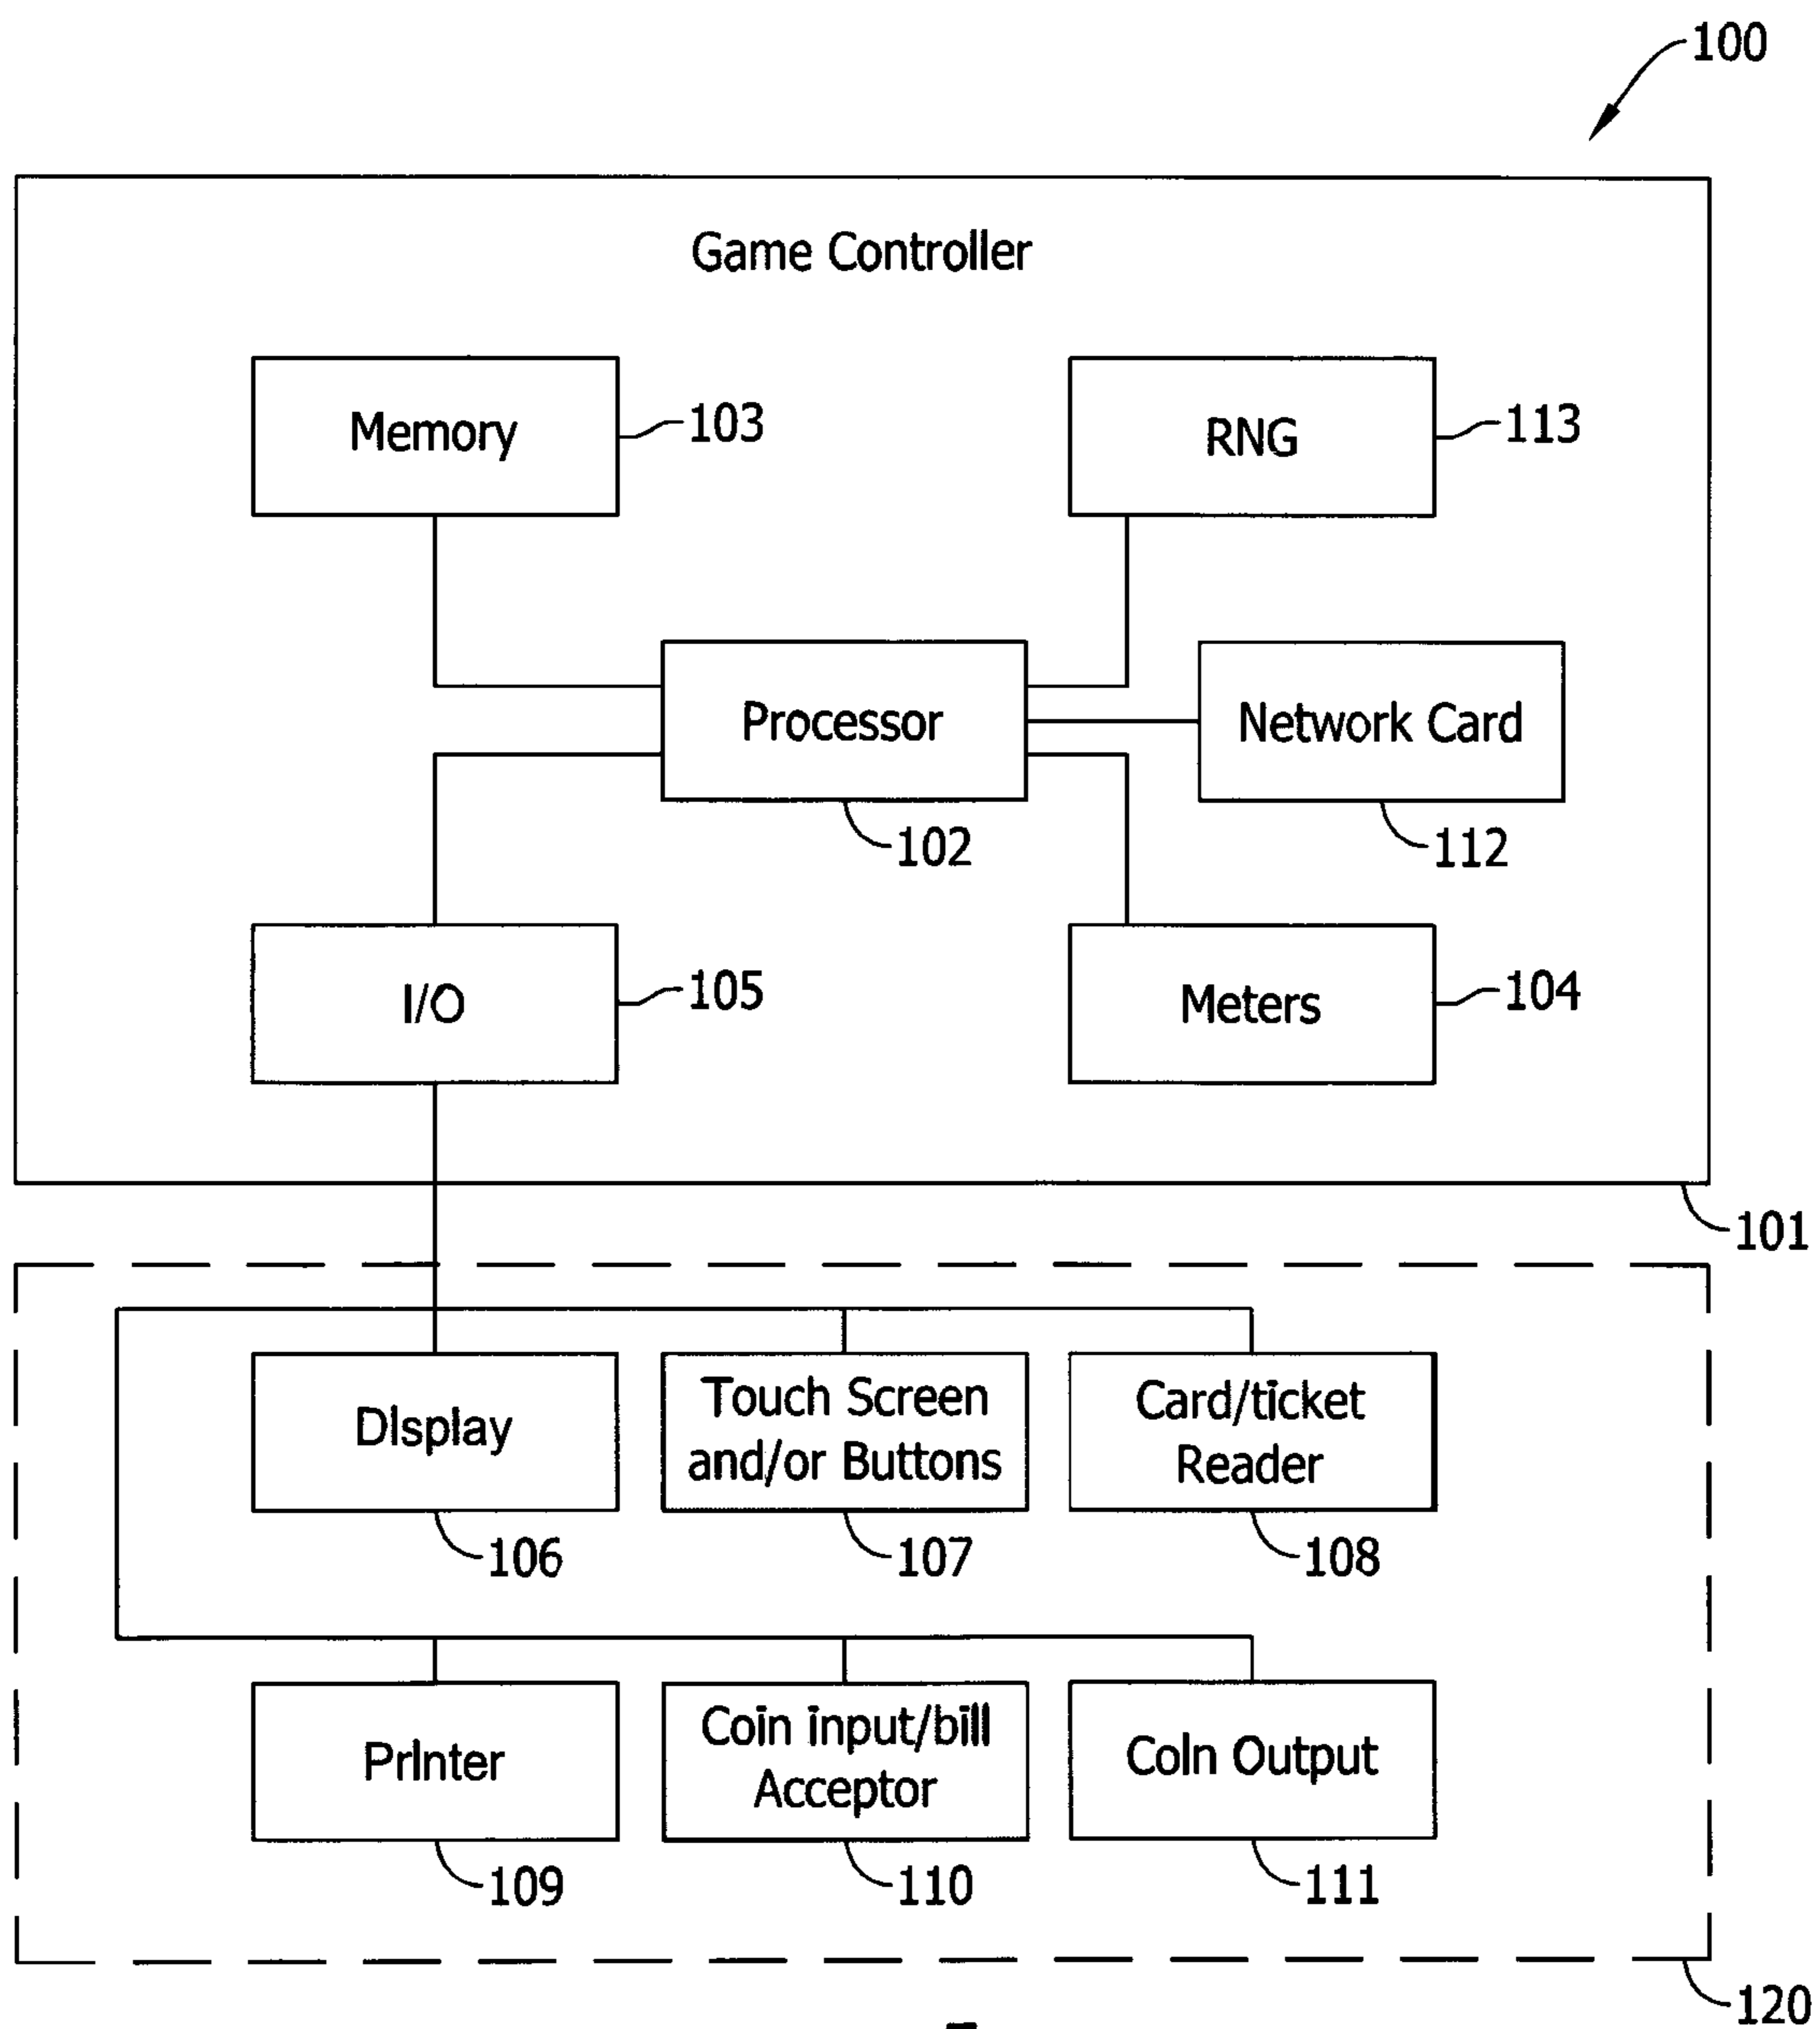 100
Game Controller
Memory
103
RNG
113
Processor
102
Network Card
112
I/O
105
Meters
104
101
Display
106
Touch Screen
and/or Buttons
107
Card/ticket
Reader
108
Printer
109
Coin input/bill
Acceptor
110
Coin Output
111
120